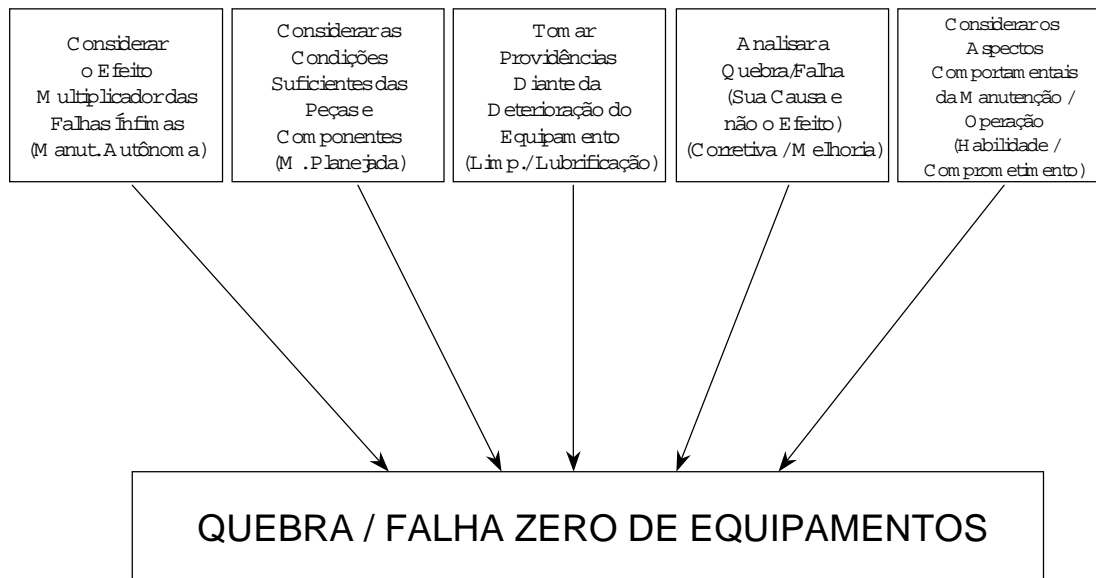 Considerar
o Efeito
Multiplicador das
Falhas Ínfimas
(Manut. Autônoma)
Considerar as
Condições
Suficientes das
Peças e
Componentes
(M. Planejada)
Tomar
Providências
Diante da
Deterioração do
Equipamento
(Limp./Lubrificação)
Analisar a
Quebra/Falha
(Sua Causa e
não o Efeito)
(Corretiva / Melhoria)
Considerar os
Aspectos
Comportamentais
da Manutenção /
Operação
(Habilidade /
Comprometimento)
QUEBRA / FALHA ZERO DE EQUIPAMENTOS